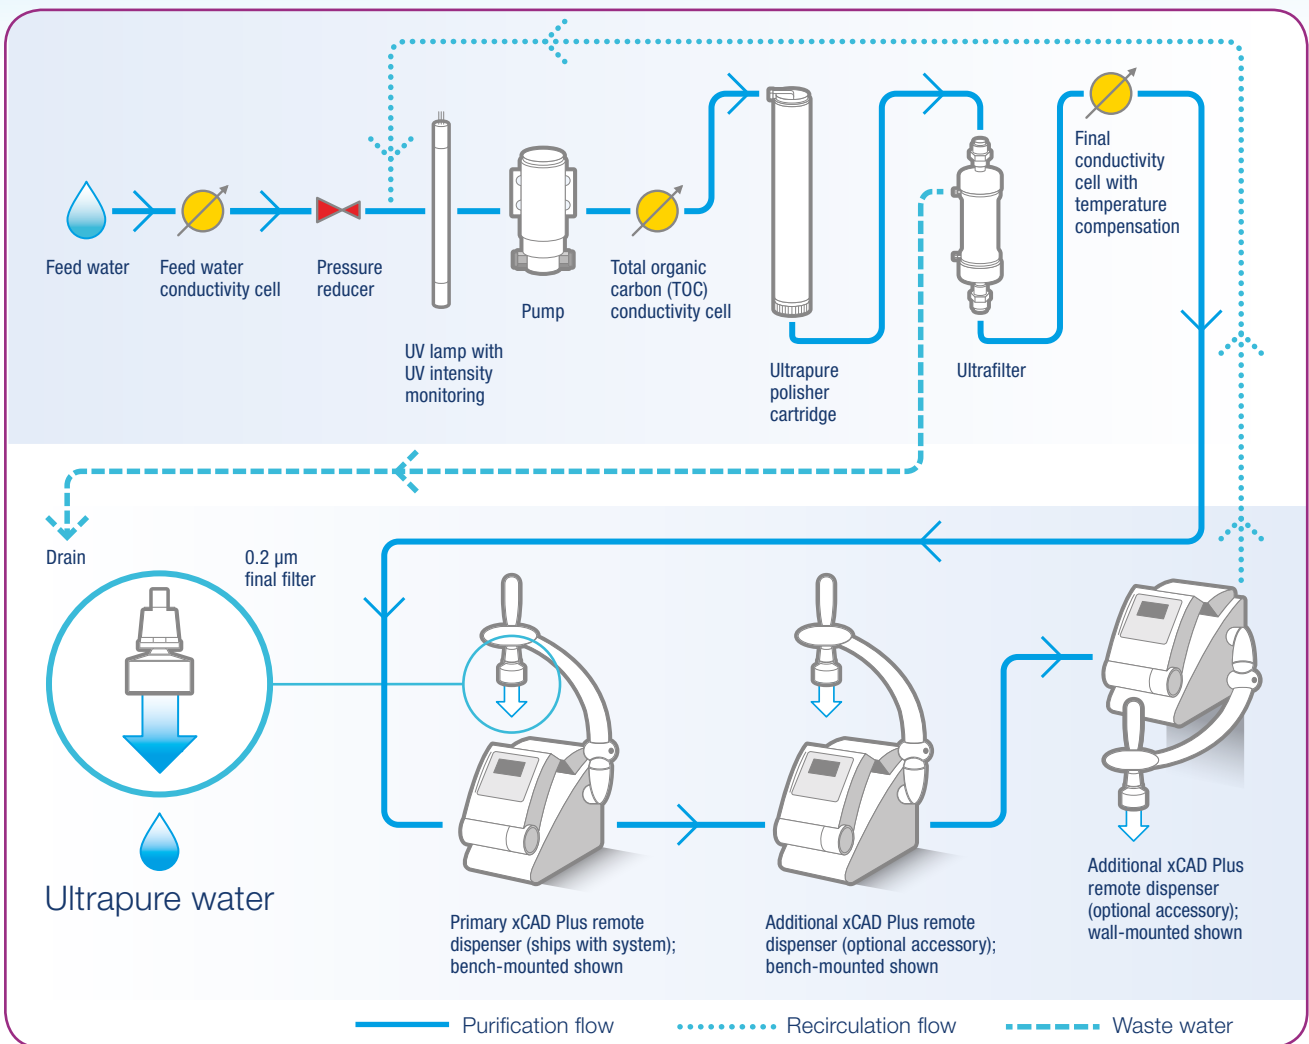 Feed water
Feed water
conductivity cell
Pressure
reducer
UV lamp with
UV intensity
monitoring
Pump
Total organic
carbon (TOC)
conductivity cell
Ultrapure
polisher
cartridge
Ultrafilter
Final
conductivity
cell with
temperature
compensation
Drain
0.2 µm
final filter
Ultrapure water
Primary xCAD Plus remote
dispenser (ships with system);
bench-mounted shown
Additional xCAD Plus remote
dispenser (optional accessory);
bench-mounted shown
Additional xCAD Plus
remote dispenser
(optional accessory);
wall-mounted shown
Purification flow
Recirculation flow
Waste water